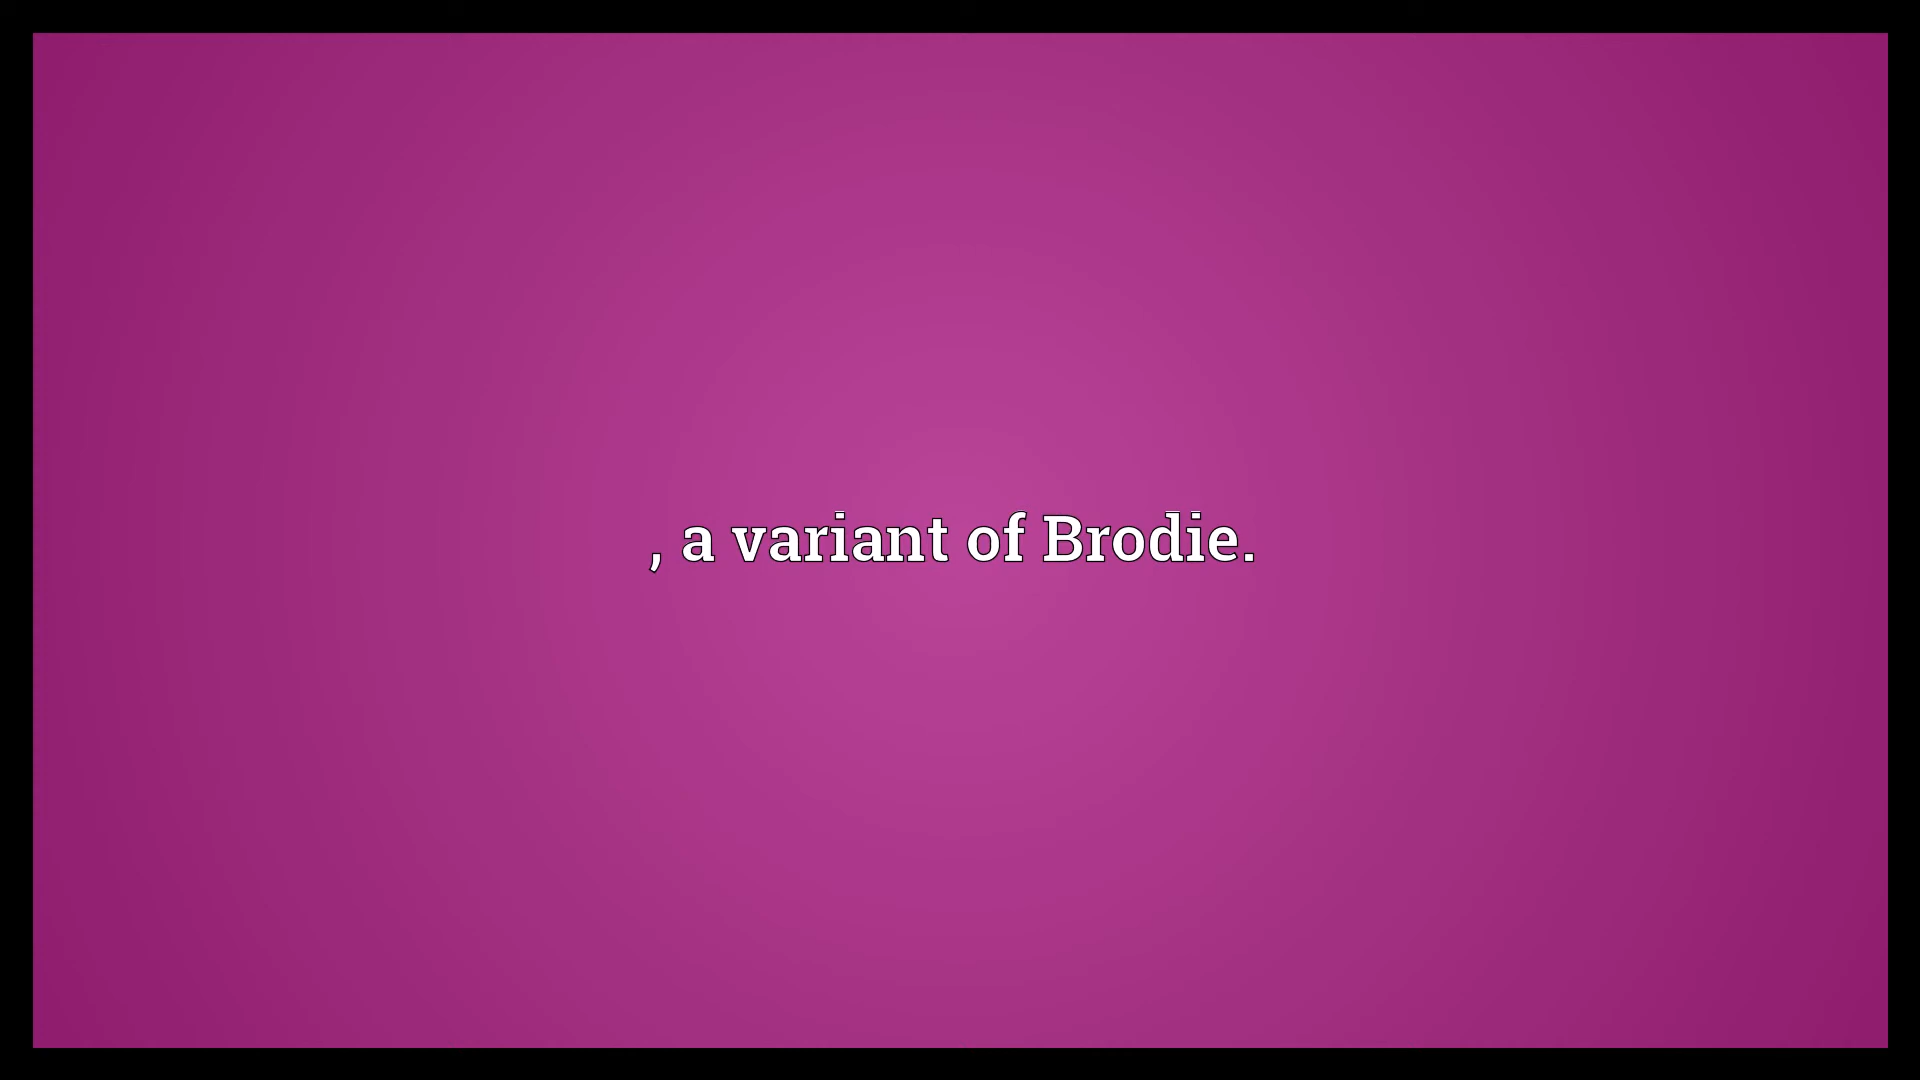 , a variant of Brodie.